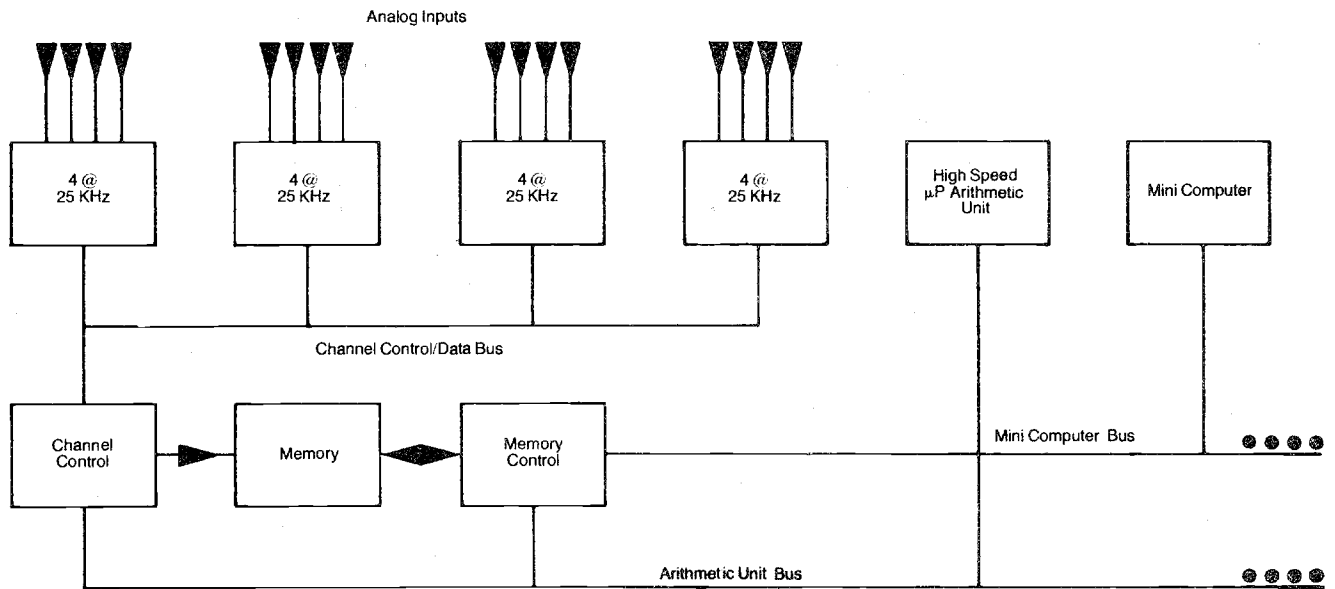 Analog Inputs
4 @
25 KHz
4 @
25 KHz
4 @
25 KHz
4 @
25 KHz
High Speed
μP Arithmetic
Unit
Mini Computer
Channel Control/Data Bus
Channel
Control
Memory
Memory
Control
Mini Computer Bus
Arithmetic Unit Bus